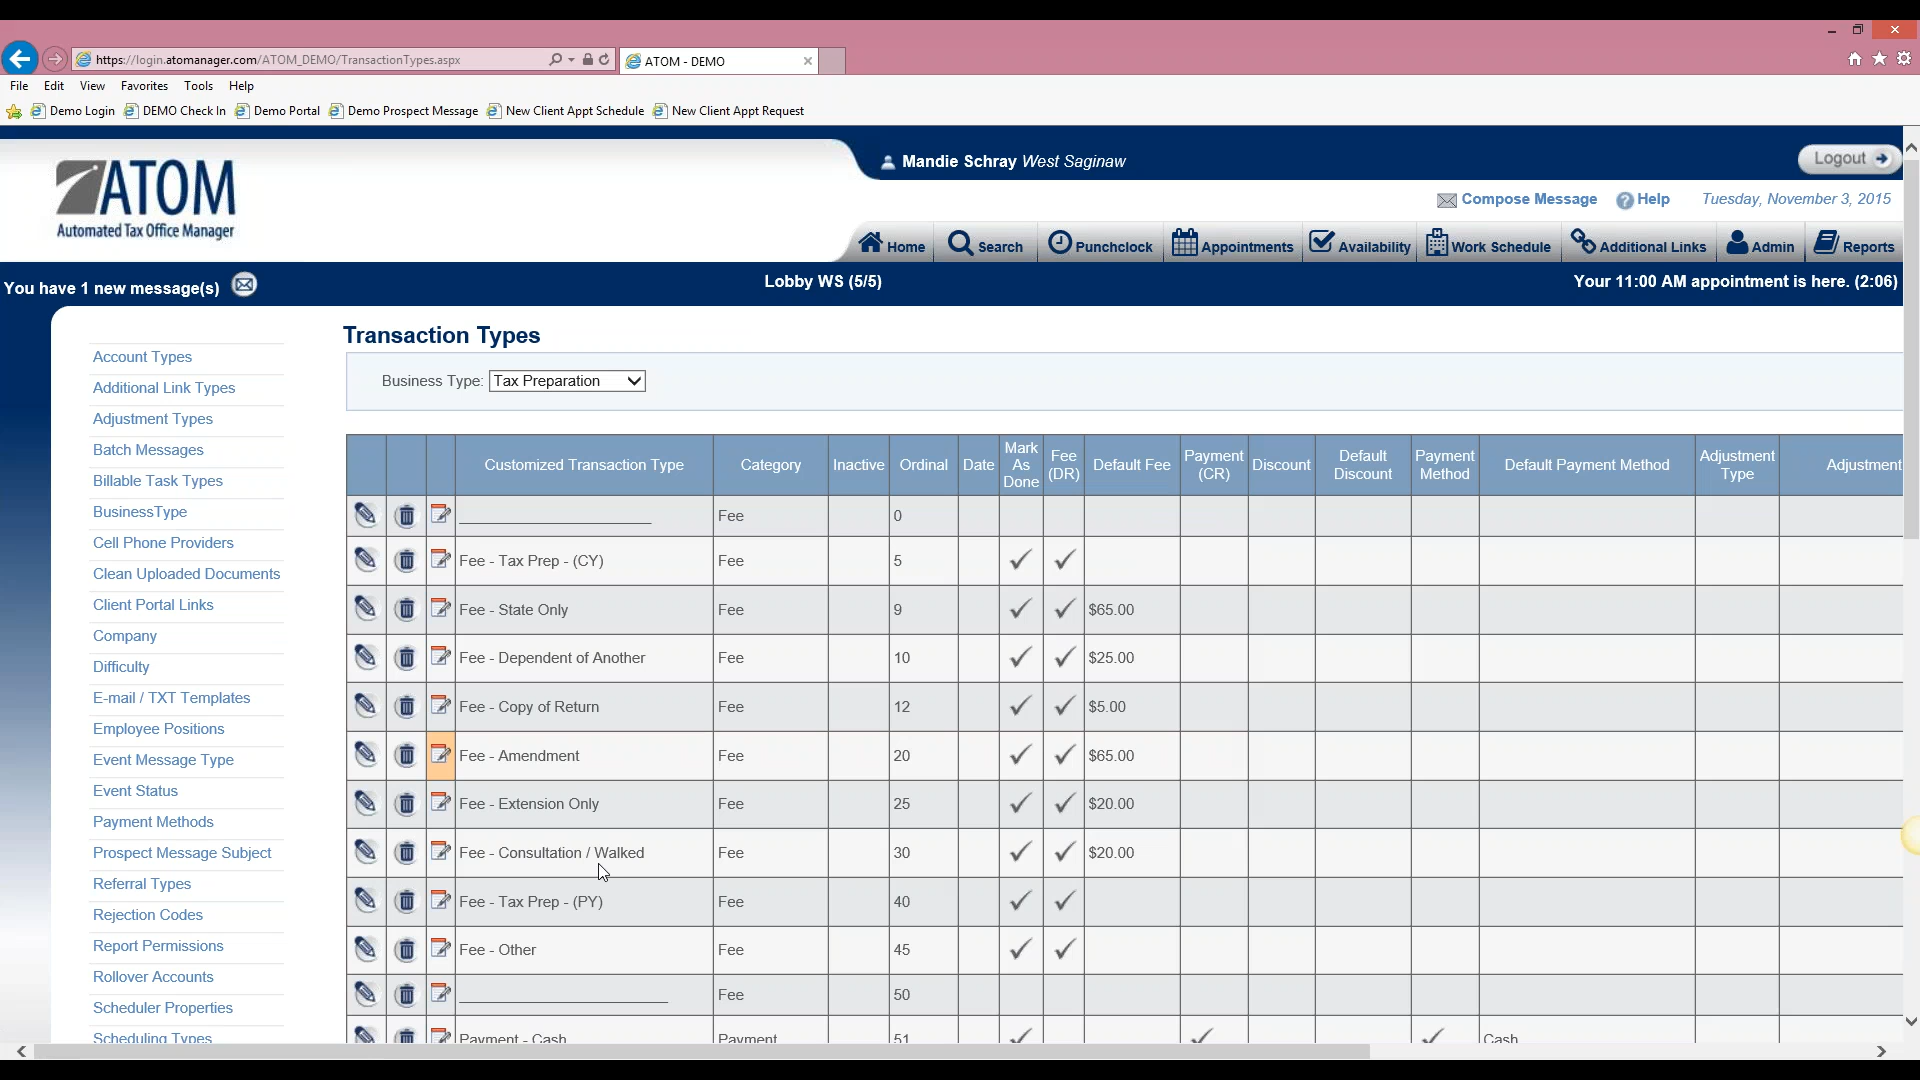 https://login.atomanager.com/ATOM_DEMO/TransactionTypes.aspx
ATOM - DEMO
File Edit View Favorites Tools Help
Demo Login DEMO Check In Demo Portal Demo Prospect Message New Client Appt Schedule New Client Appt Request
ATOM
Automated Tax Office Manager
Mandie Schray West Saginaw
Logout
Compose Message Help Tuesday, November 3, 2015
Home Search Punchclock Appointments Availability Work Schedule Additional Links Admin Reports
You have 1 new message(s) Lobby WS (5/5) Your 11:00 AM appointment is here. (2:06)
Account Types
Additional Link Types
Adjustment Types
Batch Messages
Billable Task Types
BusinessType
Cell Phone Providers
Clean Uploaded Documents
Client Portal Links
Company
Difficulty
E-mail / TXT Templates
Employee Positions
Event Message Type
Event Status
Payment Methods
Prospect Message Subject
Referral Types
Rejection Codes
Report Permissions
Rollover Accounts
Scheduler Properties
Scheduling Types
Transaction Types
Business Type: Tax Preparation
Customized Transaction Type Category Inactive Ordinal Date Mark As Done Fee (DR) Default Fee Payment (CR) Discount Default Discount Payment Method Default Payment Method Adjustment Type Adjustment
_______________________ Fee 0
Fee - Tax Prep - (CY) Fee 5
Fee - State Only Fee 9 $65.00
Fee - Dependent of Another Fee 10 $25.00
Fee - Copy of Return Fee 12 $5.00
Fee - Amendment Fee 20 $65.00
Fee - Extension Only Fee 25 $20.00
Fee - Consultation / Walked Fee 30 $20.00
Fee - Tax Prep - (PY) Fee 40
Fee - Other Fee 45
_________________________ Fee 50
Payment - Cash Payment 51 Cash